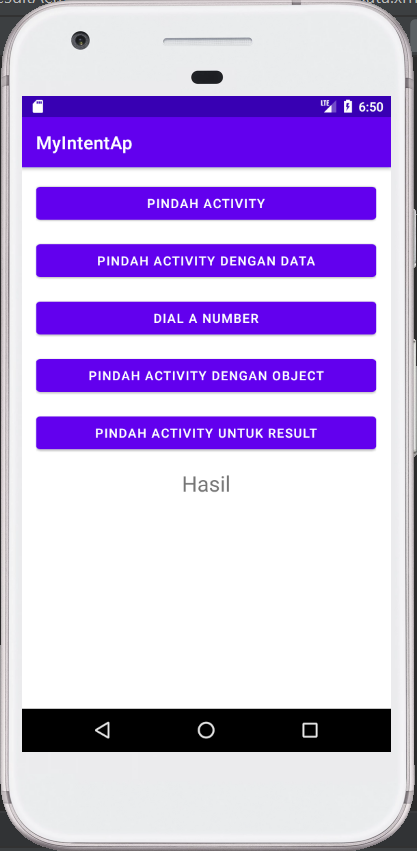 LTE 6:50
MyIntentAp
PINDAH ACTIVITY
PINDAH ACTIVITY DENGAN DATA
DIAL A NUMBER
PINDAH ACTIVITY DENGAN OBJECT
PINDAH ACTIVITY UNTUK RESULT
Hasil